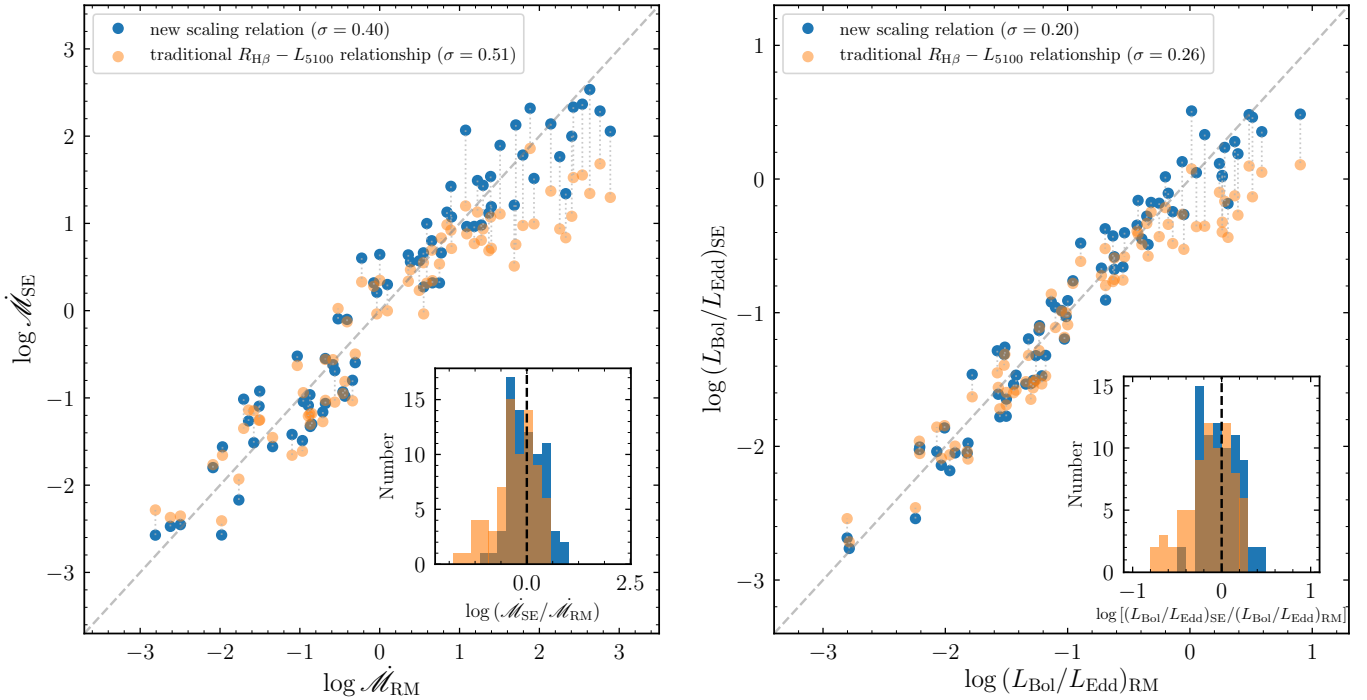 new scaling relation (σ = 0.40)
traditional R_Hβ − L_5100 relationship (σ = 0.51)
3
2
1
0
−1
−2
−3
log ℳ̇_SE
−3 −2 −1 0 1 2 3
log ℳ̇_RM
15
10
5
0
Number
0.0 2.5
log (ℳ̇_SE/ℳ̇_RM)
new scaling relation (σ = 0.20)
traditional R_Hβ − L_5100 relationship (σ = 0.26)
1
0
−1
−2
−3
log (L_Bol/L_Edd)_SE
−3 −2 −1 0 1
log (L_Bol/L_Edd)_RM
15
10
5
0
Number
−1 0 1
log [(L_Bol/L_Edd)_SE/(L_Bol/L_Edd)_RM]